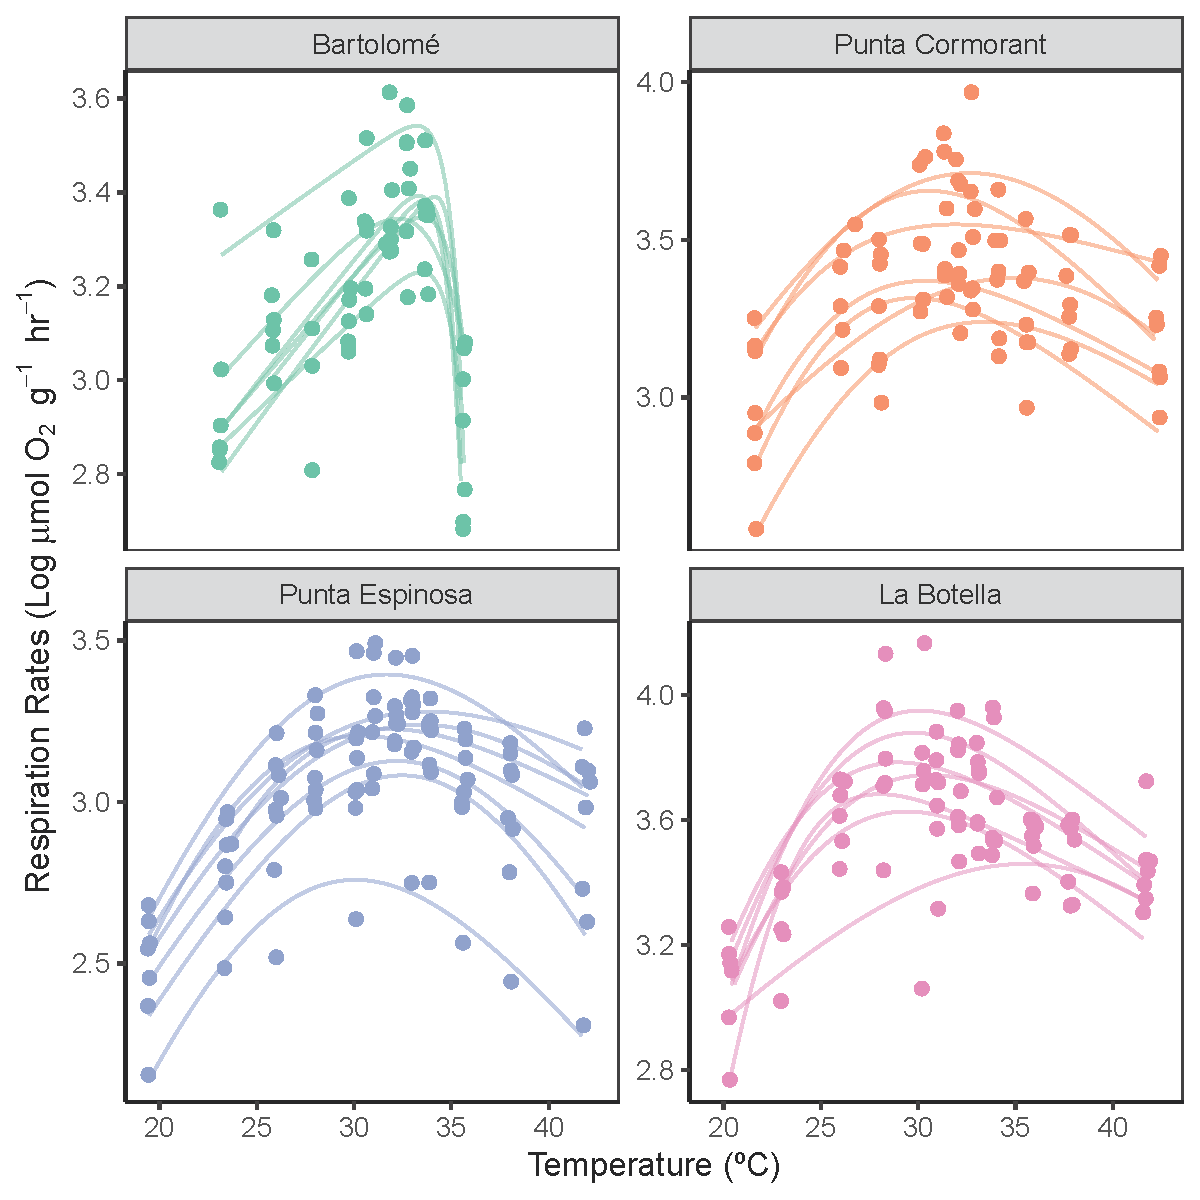 Bartolomé
Punta Cormorant
3.6
3.4
3.2
3.0
2.8
4.0
3.5
3.0
Punta Espinosa
La Botella
3.5
3.0
2.5
4.0
3.6
3.2
2.8
20 25 30 35 40
20 25 30 35 40
Temperature (ºC)
Respiration Rates (Log μmol O₂ g⁻¹ hr⁻¹)